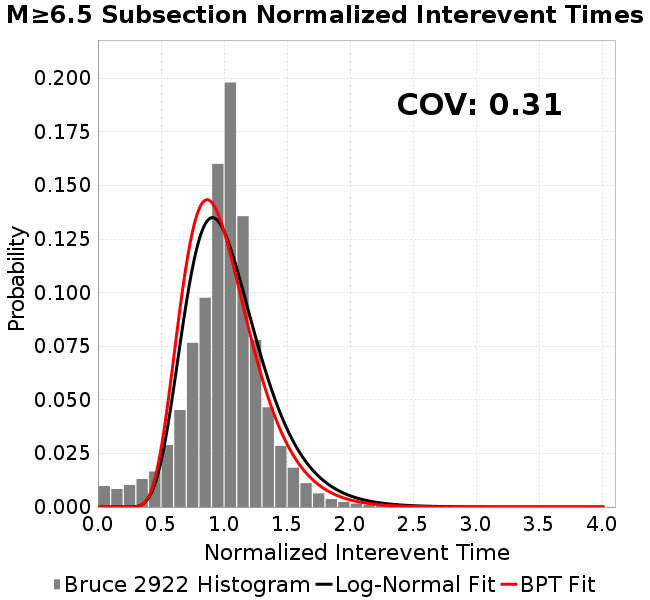 M≥6.5 Subsection Normalized Interevent Times
COV: 0.31
Probability
0.200
0.175
0.150
0.125
0.100
0.075
0.050
0.025
0.000
0.0 0.5 1.0 1.5 2.0 2.5 3.0 3.5 4.0
Normalized Interevent Time
Bruce 2922 Histogram Log-Normal Fit BPT Fit